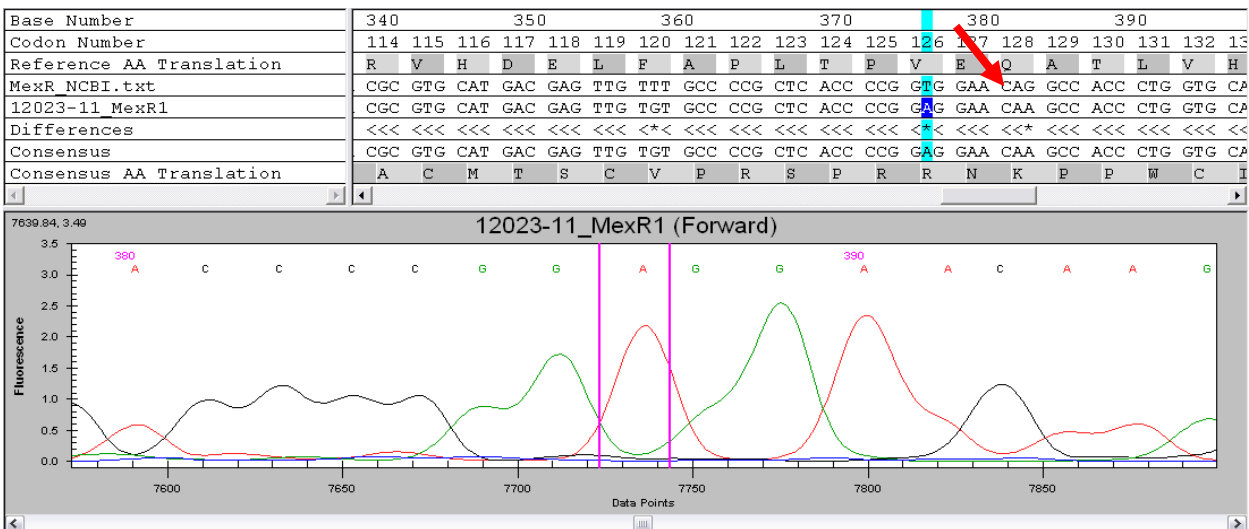 Base Number 340 350 360 370 380 390
Codon Number 114 115 116 117 118 119 120 121 122 123 124 125 126 127 128 129 130 131 132 13
Reference AA Translation R V H D E L F A P L T P V E Q A T L V H
MexR_NCBI.txt CGC GTG CAT GAC GAG TTG TTT GCC CCG CTC ACC CCG GTG GAA CAG GCC ACC CTG GTG CA
12023-11_MexR1 CGC GTG CAT GAC GAG TTG TGT GCC CCG CTC ACC CCG GAG GAA CAA GCC ACC CTG GTG CA
Differences <<< <<< <<< <<< <<< <<< <*< <<< <<< <<< <<< <<< <*< <<< <<* <<< <<< <<< <<< <<
Consensus CGC GTG CAT GAC GAG TTG TGT GCC CCG CTC ACC CCG GAG GAA CAA GCC ACC CTG GTG CA
Consensus AA Translation A C M T S C V P R S P R R N K P P W C I
7639.84, 3.49
12023-11_MexR1 (Forward)
380 390
A C C C C G G A G G A A C A A G
Fluorescence
3.5
3.0
2.5
2.0
1.5
1.0
0.5
0.0
7600 7650 7700 7750 7800 7850
Data Points